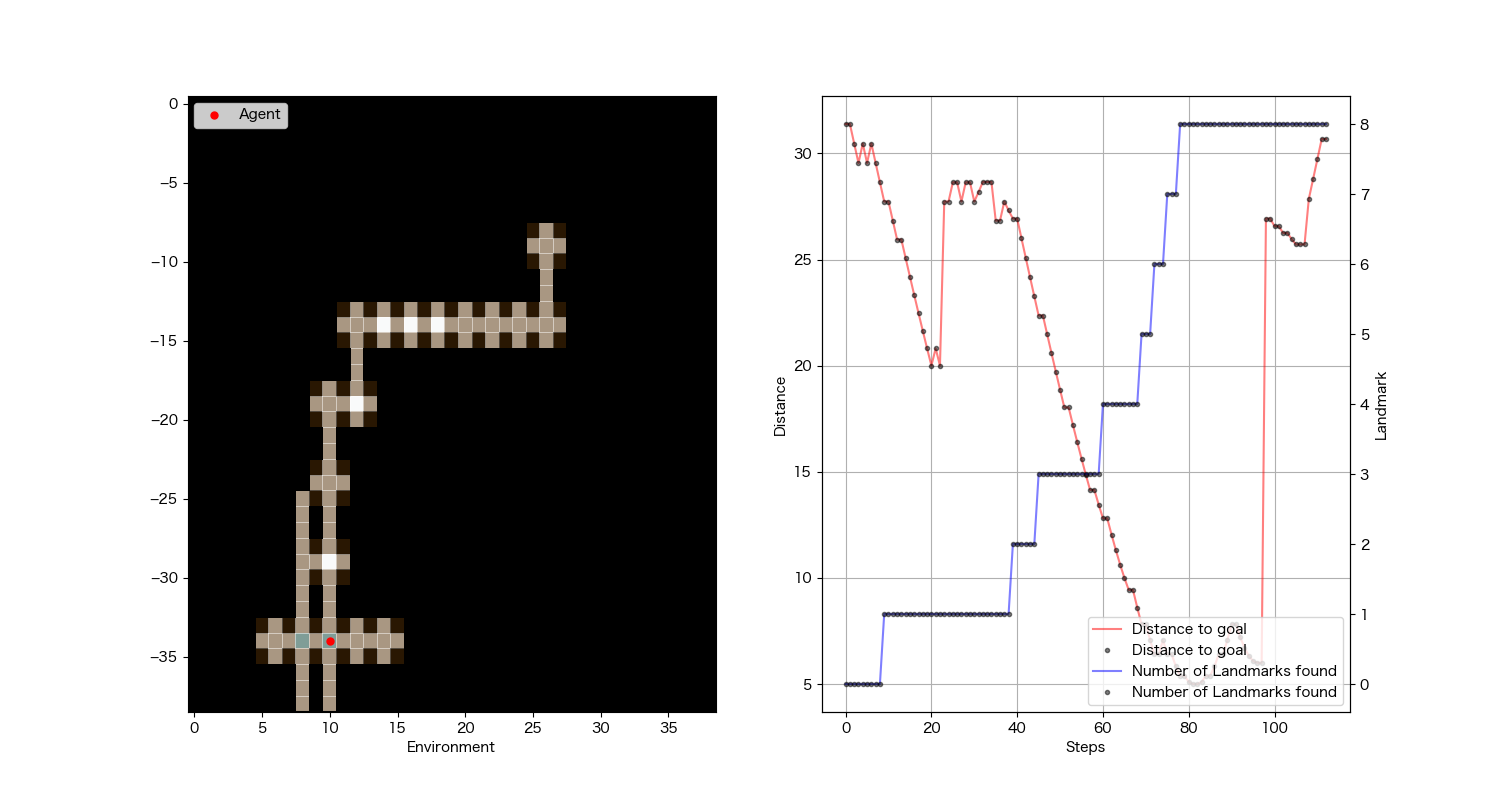 Agent
0
−5
−10
−15
−20
−25
−30
−35
0 5 10 15 20 25 30 35
Environment
Distance
30
25
20
15
10
5
Distance to goal
Distance to goal
Number of Landmarks found
Number of Landmarks found
0 20 40 60 80 100
Steps
8
7
6
5
4
3
2
1
0
Landmark